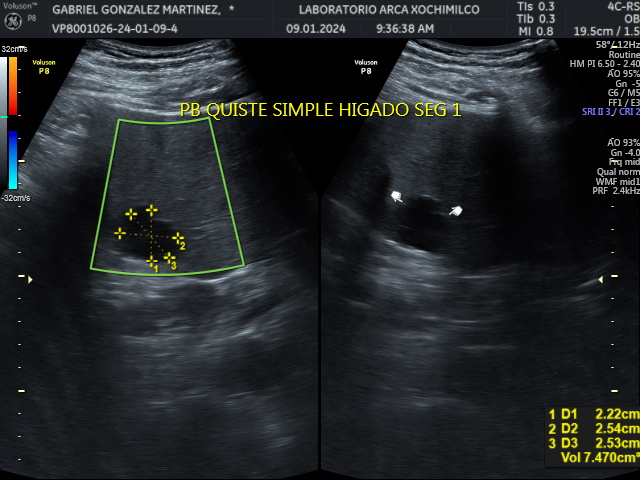 Voluson™
P8
GABRIEL GONZALEZ MARTINEZ, *
LABORATORIO ARCA XOCHIMILCO
TIs 0.3
4C-RS
VP8001026-24-01-09-4
09.01.2024
9:36:38 AM
TIb 0.3
MI 0.8
19.5cm / 1.5
32cm/s
-32cm/s
Voluson
P8
Voluson
P8
58°/12Hz
Routine
HM PI 6.50 - 2.40
AO 95%
Gn -5
C6 / M5
FF1 / E3
SRI II 3 / CRI 2
AO 93%
Gn -4.0
Frq mid
Qual norm
WMF mid1
PRF 2.4kHz
PB QUISTE SIMPLE HIGADO SEG 1
1
2
3
1 D1 2.22cm
2 D2 2.54cm
3 D3 2.53cm
Vol 7.470cm³